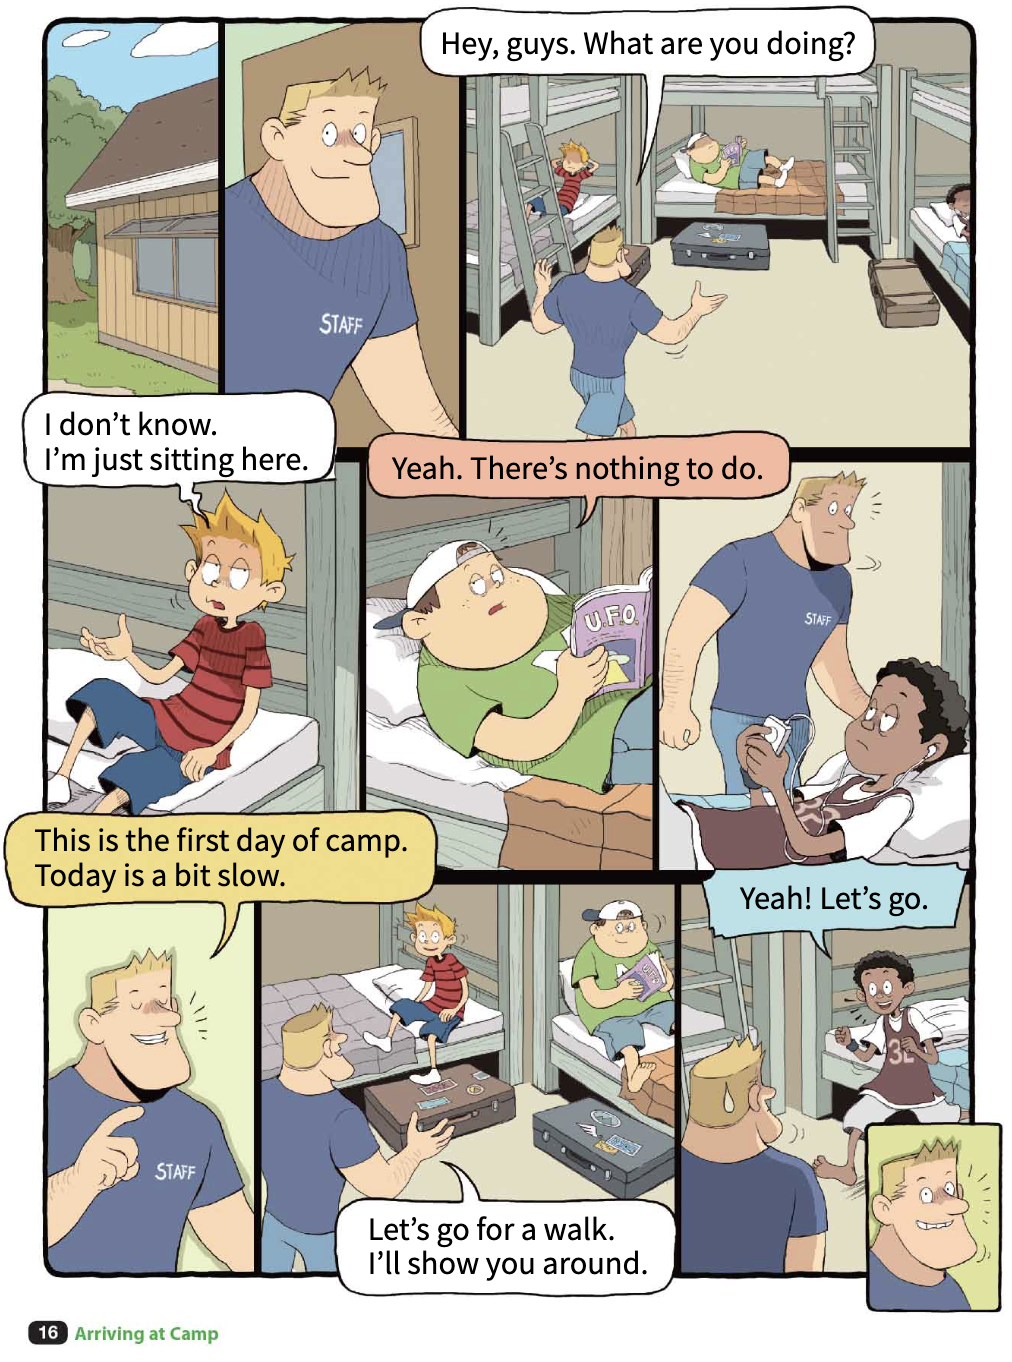 Hey, guys. What are you doing?
STAFF
I don't know.
I'm just sitting here.
Yeah. There's nothing to do.
U.F.O.
STAFF
This is the first day of camp.
Today is a bit slow.
Yeah! Let's go.
STAFF
U.F.O.
32
Let's go for a walk.
I'll show you around.
16 Arriving at Camp